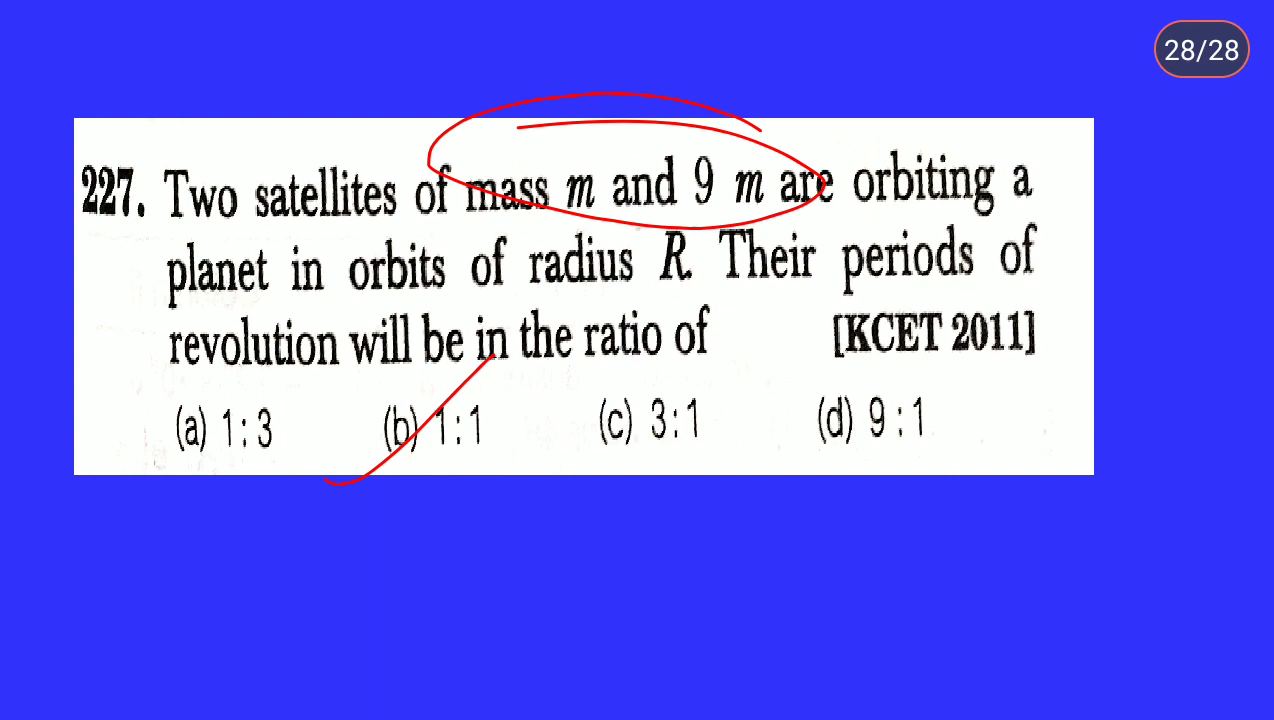 28/28
227. Two satellites of mass m and 9 m are orbiting a
planet in orbits of radius R. Their periods of
revolution will be in the ratio of [KCET 2011]
(a) 1:3 (b) 1:1 (c) 3:1 (d) 9:1